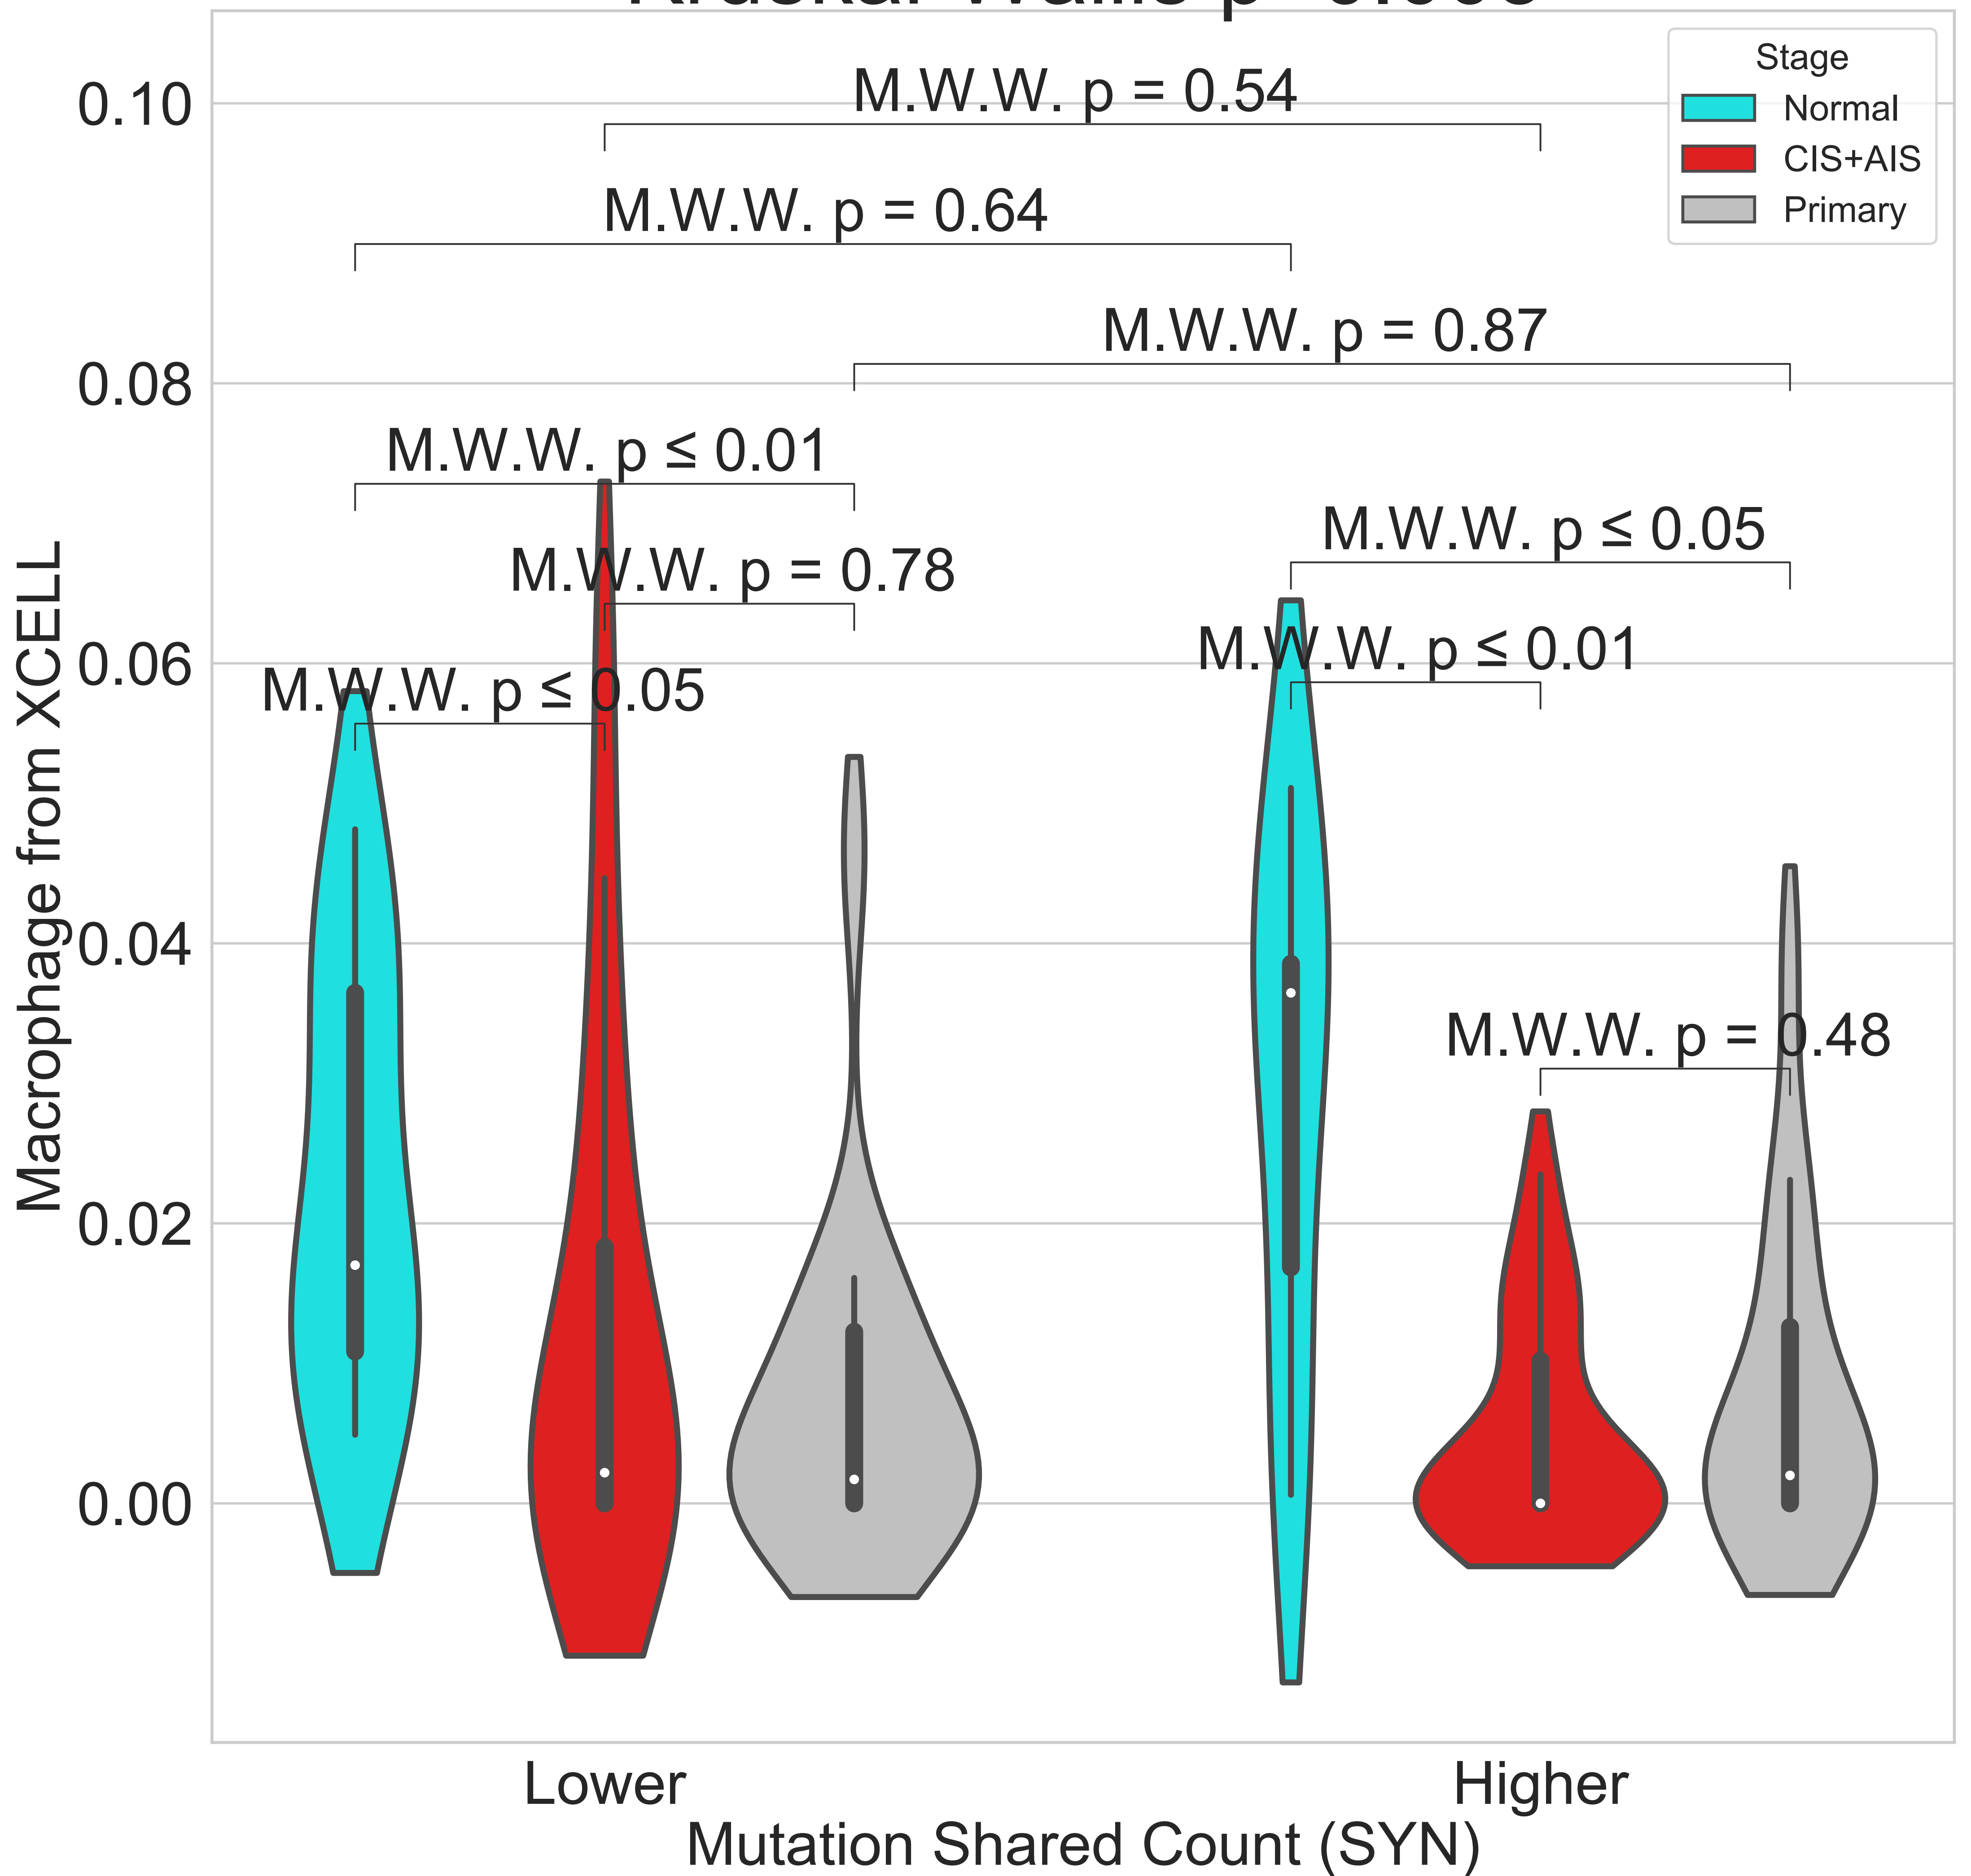 Stage
Normal
CIS+AIS
Primary
M.W.W. p = 0.54
M.W.W. p = 0.64
M.W.W. p = 0.87
M.W.W. p ≤ 0.01
M.W.W. p ≤ 0.05
M.W.W. p = 0.78
M.W.W. p ≤ 0.01
M.W.W. p ≤ 0.05
M.W.W. p = 0.48
0.10
0.08
0.06
0.04
0.02
0.00
Macrophage from XCELL
Lower
Higher
Mutation Shared Count (SYN)